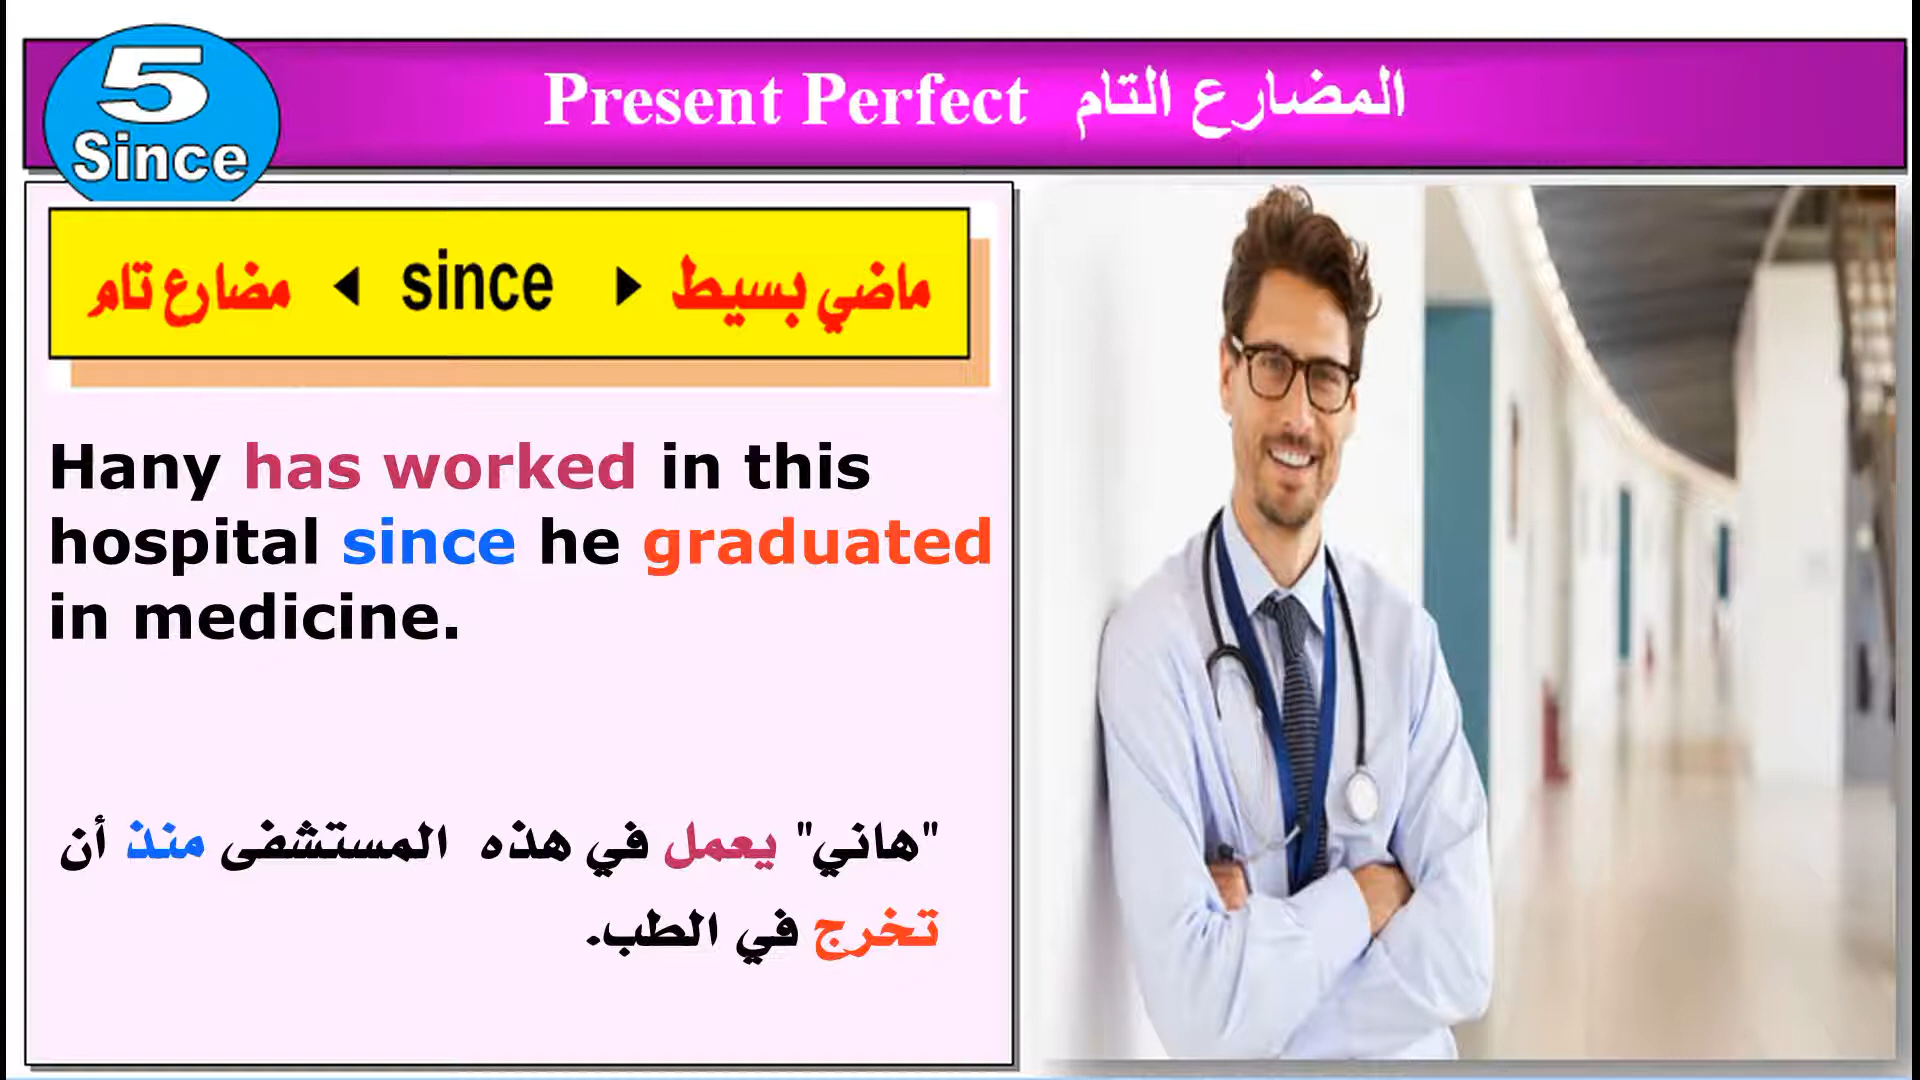 5
Since
Present Perfect المضارع التام
مضارع تام ◄ since ► ماضي بسيط
Hany has worked in this
hospital since he graduated
in medicine.
"هاني" يعمل في هذه المستشفى منذ أن
تخرج في الطب.